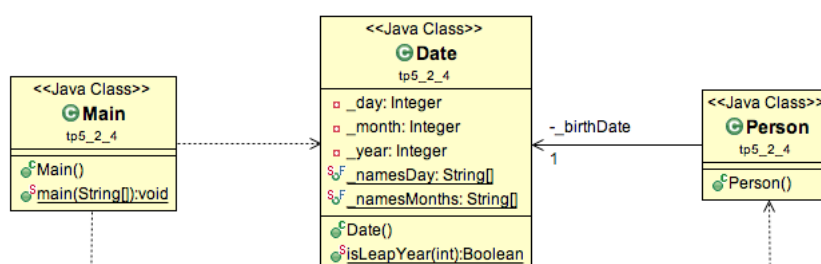 <<Java Class>>
Main
tp5_2_4
Main()
main(String[]):void
<<Java Class>>
Date
tp5_2_4
_day: Integer
_month: Integer
_year: Integer
_namesDay: String[]
_namesMonths: String[]
Date()
isLeapYear(int):Boolean
-_birthDate
1
<<Java Class>>
Person
tp5_2_4
Person()